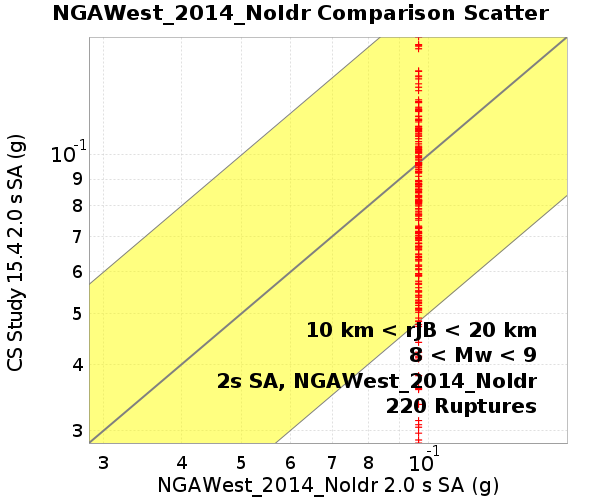 NGAWest_2014_NoIdr Comparison Scatter
CS Study 15.4 2.0 s SA (g)
10⁻¹
9
8
7
6
5
4
3
10 km < rJB < 20 km
8 < Mw < 9
2s SA, NGAWest_2014_NoIdr
220 Ruptures
3 4 5 6 7 8 10⁻¹
NGAWest_2014_NoIdr 2.0 s SA (g)